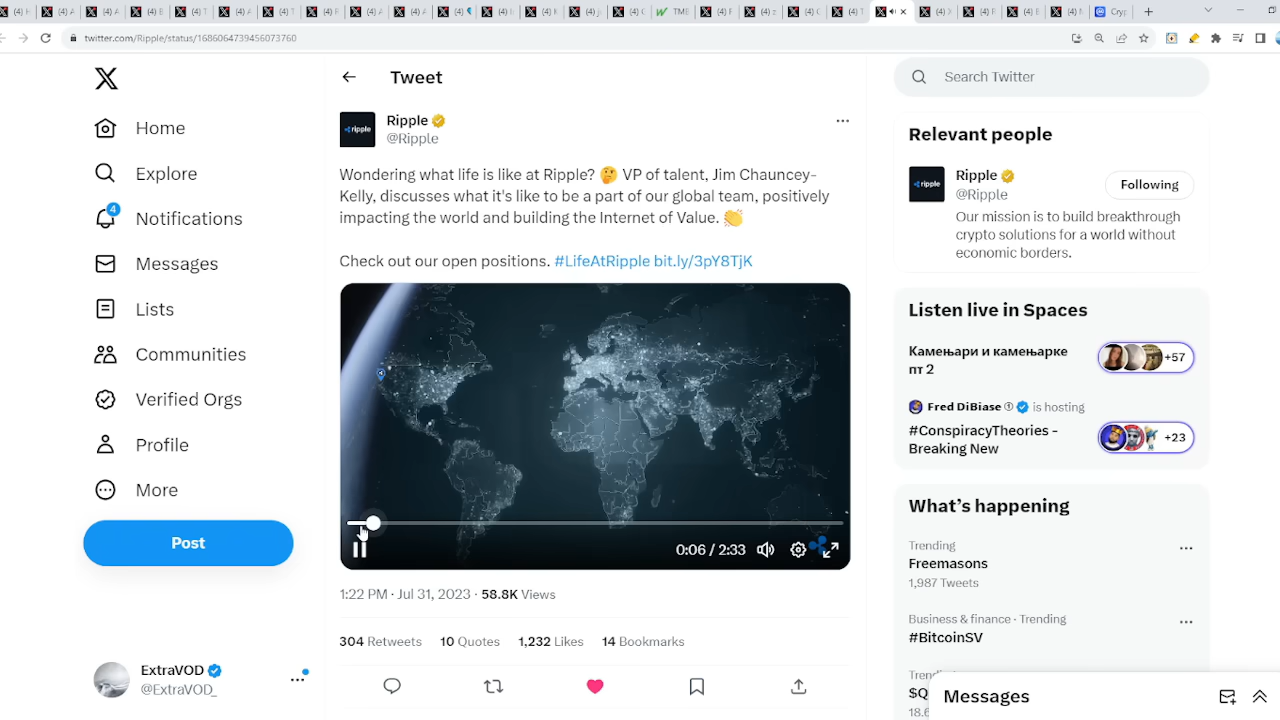 twitter.com/Ripple/status/1686064739456073760
Home
Explore
Notifications
4
Messages
Lists
Communities
Verified Orgs
Profile
More
Post
ExtraVOD
@ExtraVOD_
Tweet
Ripple
@Ripple
ripple
Wondering what life is like at Ripple? 🤔 VP of talent, Jim Chauncey-
Kelly, discusses what it's like to be a part of our global team, positively
impacting the world and building the Internet of Value. 👏
Check out our open positions. #LifeAtRipple bit.ly/3pY8TjK
0:06 / 2:33
1:22 PM · Jul 31, 2023 · 58.8K Views
304 Retweets 10 Quotes 1,232 Likes 14 Bookmarks
Search Twitter
Relevant people
ripple
Ripple
@Ripple
Following
Our mission is to build breakthrough
crypto solutions for a world without
economic borders.
Listen live in Spaces
Камењари и камењарке
пт 2
+57
Fred DiBiase is hosting
#ConspiracyTheories -
Breaking New
+23
What’s happening
Trending
Freemasons
1,987 Tweets
Business & finance · Trending
#BitcoinSV
Messages